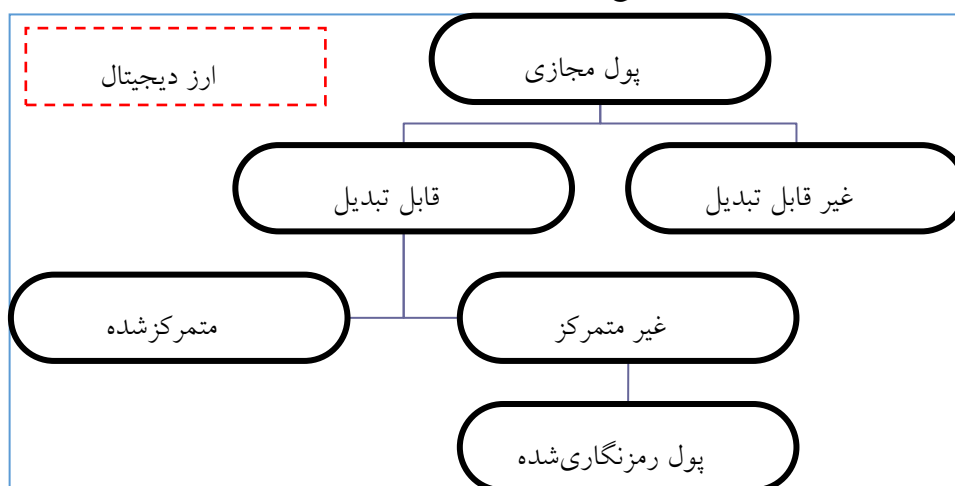 پول مجازی
ارز دیجیتال
غیر قابل تبدیل
قابل تبدیل
غیر متمرکز
متمرکزشده
پول رمزنگاری‌شده